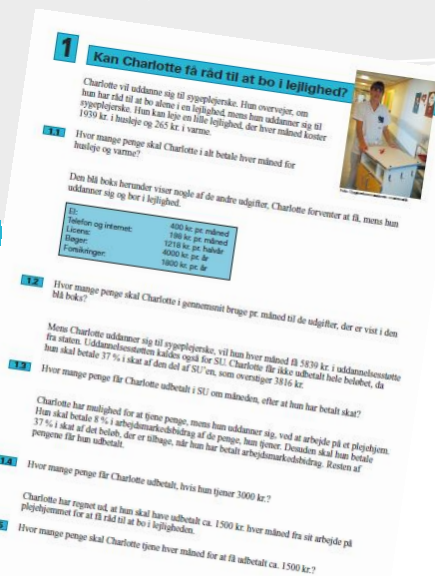 1
Kan Charlotte få råd til at bo i lejlighed?
Charlotte vil uddanne sig til sygeplejerske. Hun overvejer, om
hun har råd til at bo alene i en lejlighed, mens hun uddanner sig til
sygeplejerske. Hun kan leje en lille lejlighed, der hver måned koster
1939 kr. i husleje og 265 kr. i varme.
1.1 Hvor mange penge skal Charlotte i alt betale hver måned for
husleje og varme?
Den blå boks herunder viser nogle af de andre udgifter, Charlotte forventer at få, mens hun
uddanner sig og bor i lejlighed.
El: 400 kr. pr. måned
Telefon og internet: 198 kr. pr. måned
Licens: 1218 kr. pr. halvår
Bøger: 4000 kr. pr. år
Forsikringer: 1800 kr. pr. år
1.2 Hvor mange penge skal Charlotte i gennemsnit bruge pr. måned til de udgifter, der er vist i den
blå boks?
Mens Charlotte uddanner sig til sygeplejerske, vil hun hver måned få 5839 kr. i uddannelsesstøtte
fra staten. Uddannelsesstøtten kaldes også for SU. Charlotte får ikke udbetalt hele beløbet, da
hun skal betale 37 % i skat af den del af SU'en, som overstiger 3816 kr.
1.3 Hvor mange penge får Charlotte udbetalt i SU om måneden, efter at hun har betalt skat?
Charlotte har mulighed for at tjene penge, mens hun uddanner sig, ved at arbejde på et plejehjem.
Hun skal betale 8 % i arbejdsmarkedsbidrag af de penge, hun tjener. Desuden skal hun betale
37 % i skat af det beløb, der er tilbage, når hun har betalt arbejdsmarkedsbidrag. Resten af
pengene får hun udbetalt.
1.4 Hvor mange penge får Charlotte udbetalt, hvis hun tjener 3000 kr.?
Charlotte har regnet ud, at hun skal have udbetalt ca. 1500 kr. hver måned fra sit arbejde på
plejehjemmet for at få råd til at bo i lejligheden.
5 Hvor mange penge skal Charlotte tjene hver måned for at få udbetalt ca. 1500 kr.?